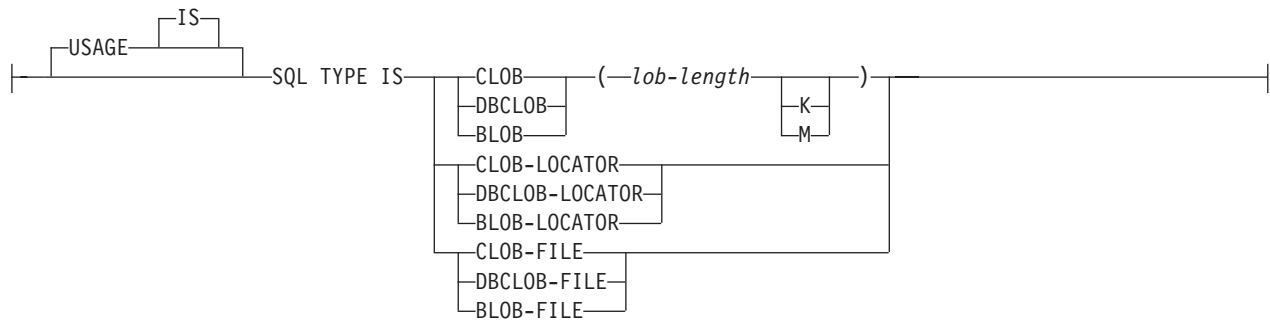 IS
USAGE
SQL TYPE IS CLOB ( lob-length )
DBCLOB K
BLOB M
CLOB-LOCATOR
DBCLOB-LOCATOR
BLOB-LOCATOR
CLOB-FILE
DBCLOB-FILE
BLOB-FILE